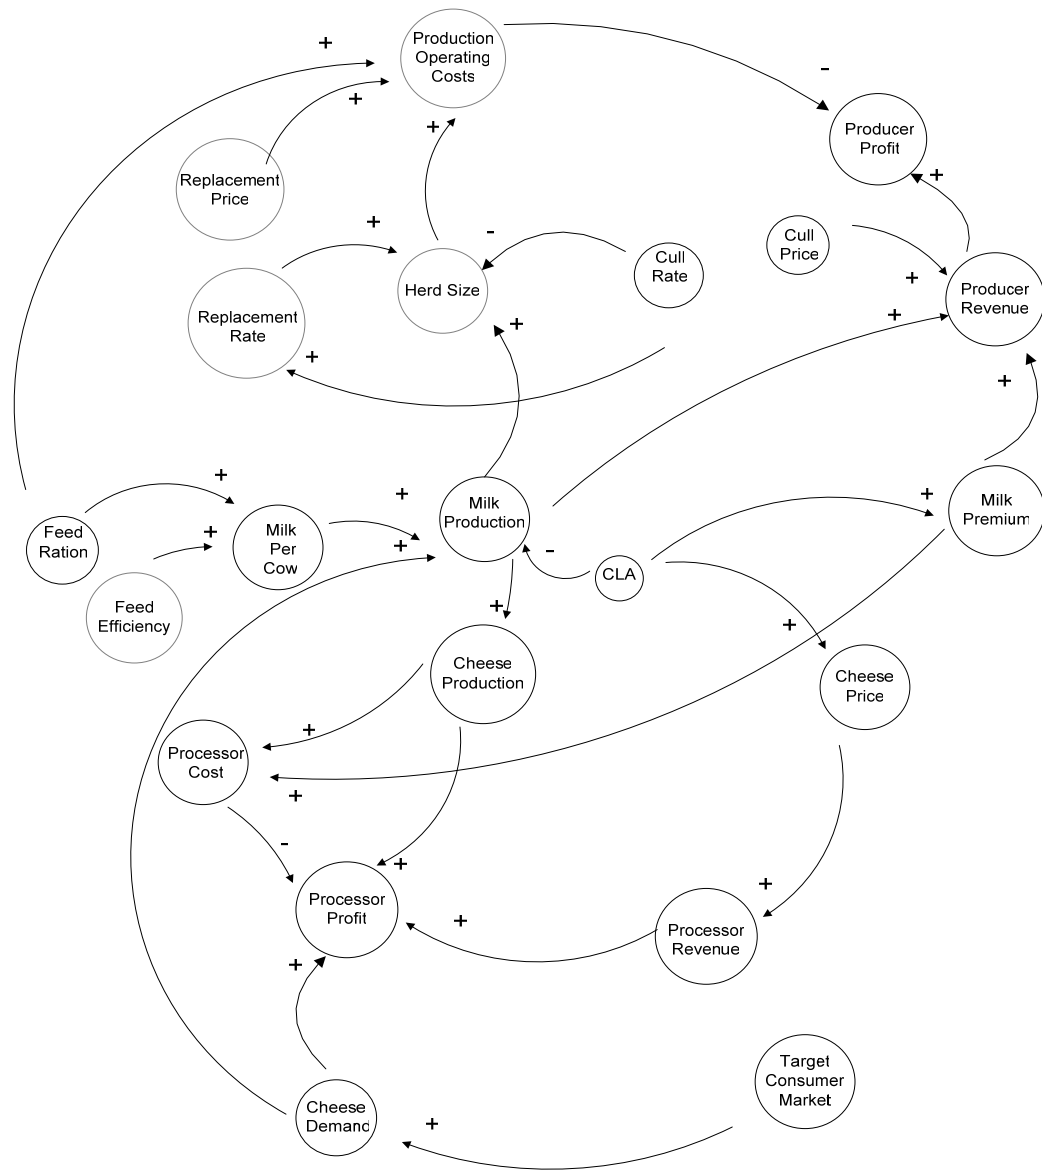 Production
Operating
Costs
+
+
-
+
Producer
Profit
+
Replacement
Price
+
-
Cull
Price
Cull
Rate
Herd Size
+
Producer
Revenue
Replacement
Rate
+
+
+
+
+
+
+
Milk
Production
Milk
Premium
Feed
Ration
+
Milk
Per
Cow
+
-
CLA
Feed
Efficiency
+
+
Cheese
Production
Cheese
Price
+
Processor
Cost
+
-
+
+
Processor
Profit
+
Processor
Revenue
+
Target
Consumer
Market
Cheese
Demand
+